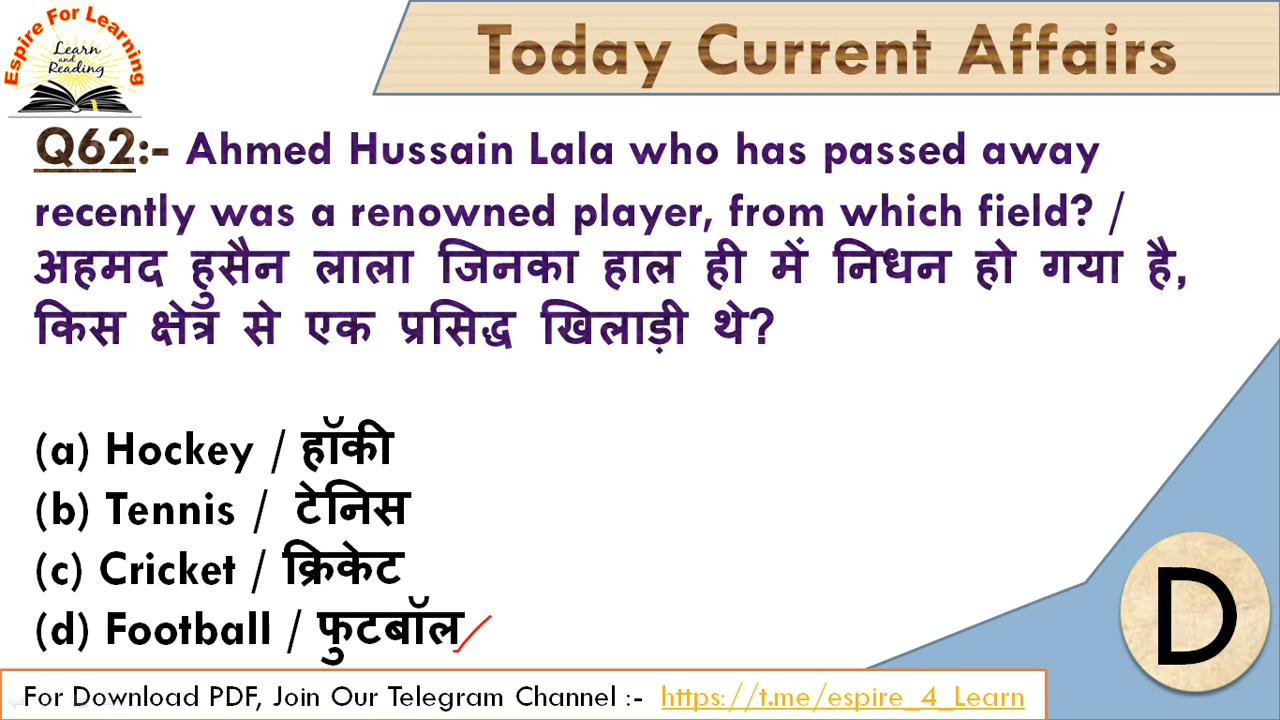 Espire For Learning
Learn
and
Reading
Today Current Affairs
Q62:- Ahmed Hussain Lala who has passed away
recently was a renowned player, from which field? /
अहमद हुसैन लाला जिनका हाल ही में निधन हो गया है,
किस क्षेत्र से एक प्रसिद्ध खिलाड़ी थे?
(a) Hockey / हॉकी
(b) Tennis / टेनिस
(c) Cricket / क्रिकेट
(d) Football / फुटबॉल
D
For Download PDF, Join Our Telegram Channel :- https://t.me/espire_4_Learn